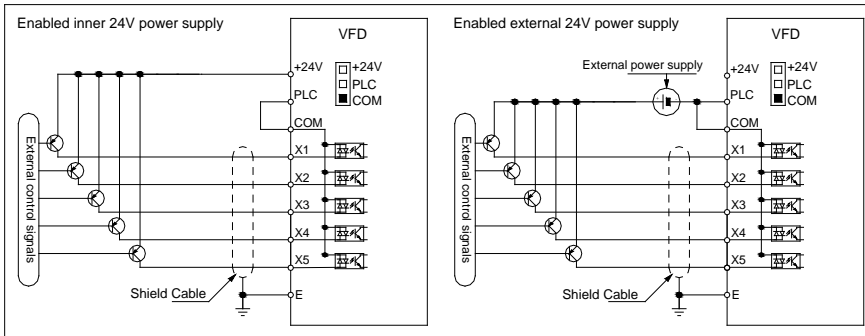 Enabled inner 24V power supply
VFD
+24V
+24V
PLC
COM
PLC
COM
X1
X2
X3
X4
X5
E
External control signals
Shield Cable
Enabled external 24V power supply
VFD
External power supply
+24V
+24V
PLC
COM
PLC
COM
X1
X2
X3
X4
X5
E
External control signals
Shield Cable